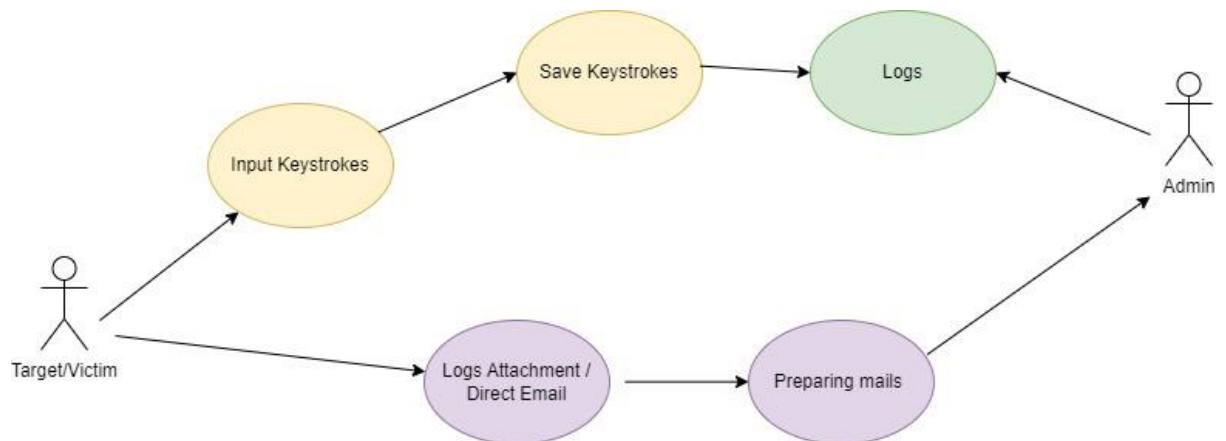 Save Keystrokes
Logs
Input Keystrokes
Admin
Target/Victim
Logs Attachment /
Direct Email
Preparing mails